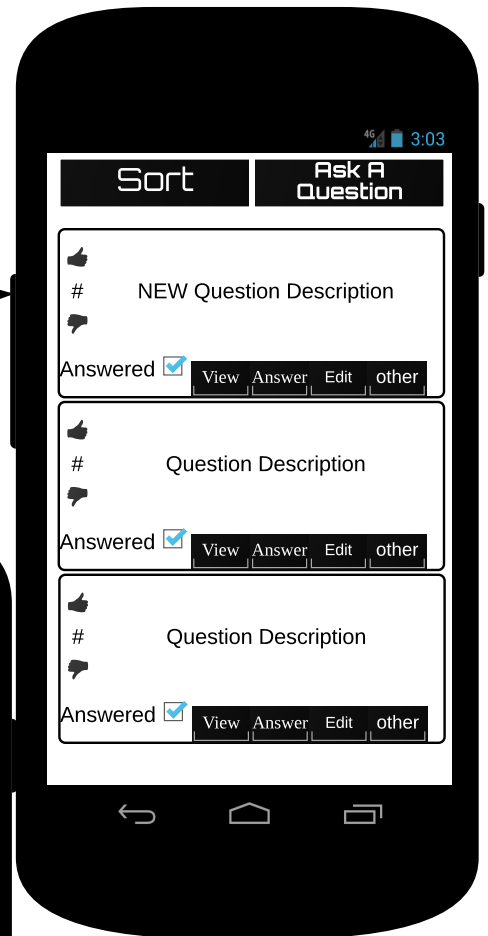 4G 3:03
Sort
Ask A
Question
#
NEW Question Description
Answered View Answer Edit other
#
Question Description
Answered View Answer Edit other
#
Question Description
Answered View Answer Edit other